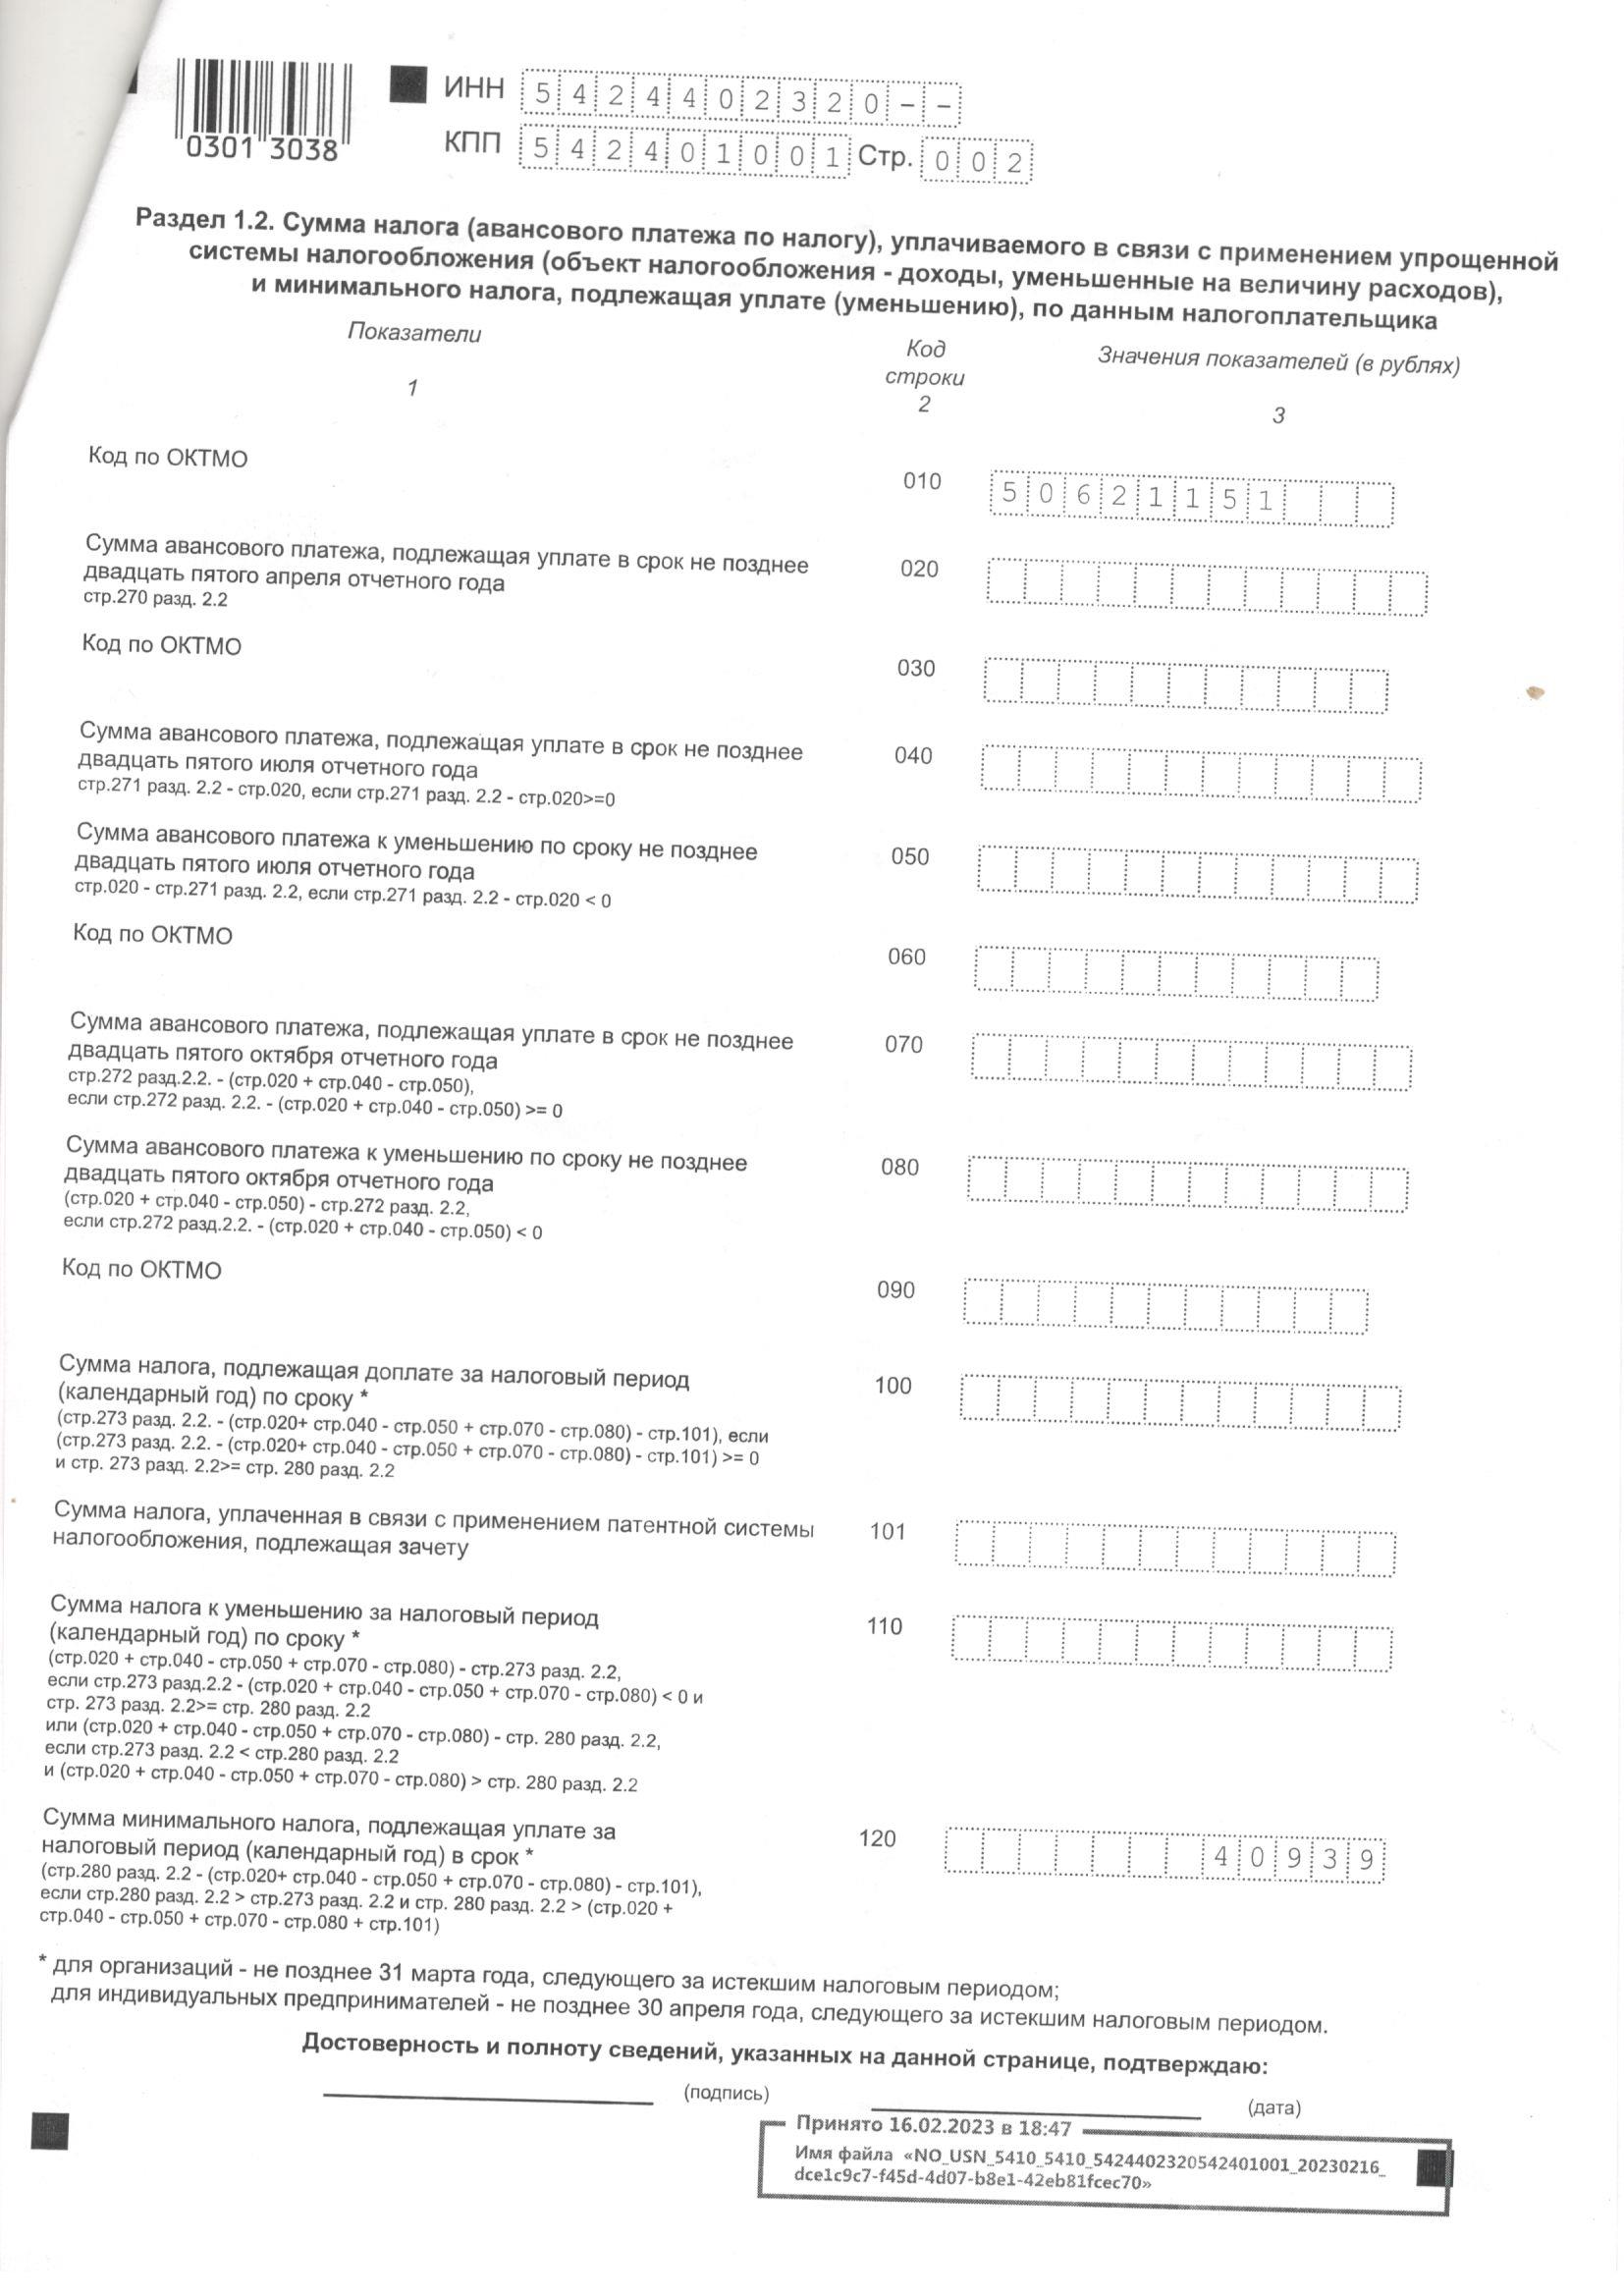 0301 3038
ИНН 5424402320--
КПП 542401001 Стр. 002
Раздел 1.2. Сумма налога (авансового платежа по налогу), уплачиваемого в связи с применением упрощенной
системы налогообложения (объект налогообложения - доходы, уменьшенные на величину расходов),
и минимального налога, подлежащая уплате (уменьшению), по данным налогоплательщика
Показатели
Код
строки
Значения показателей (в рублях)
1
2
3
Код по ОКТМО
010
50621151
Сумма авансового платежа, подлежащая уплате в срок не позднее
двадцать пятого апреля отчетного года
стр.270 разд. 2.2
020
Код по ОКТМО
030
Сумма авансового платежа, подлежащая уплате в срок не позднее
двадцать пятого июля отчетного года
стр.271 разд. 2.2 - стр.020, если стр.271 разд. 2.2 - стр.020>=0
040
Сумма авансового платежа к уменьшению по сроку не позднее
двадцать пятого июля отчетного года
стр.020 - стр.271 разд. 2.2, если стр.271 разд. 2.2 - стр.020 < 0
050
Код по ОКТМО
060
Сумма авансового платежа, подлежащая уплате в срок не позднее
двадцать пятого октября отчетного года
стр.272 разд.2.2. - (стр.020 + стр.040 - стр.050),
если стр.272 разд. 2.2. - (стр.020 + стр.040 - стр.050) >= 0
070
Сумма авансового платежа к уменьшению по сроку не позднее
двадцать пятого октября отчетного года
(стр.020 + стр.040 - стр.050) - стр.272 разд. 2.2,
если стр.272 разд.2.2. - (стр.020 + стр.040 - стр.050) < 0
080
Код по ОКТМО
090
Сумма налога, подлежащая доплате за налоговый период
(календарный год) по сроку *
(стр.273 разд. 2.2. - (стр.020+ стр.040 - стр.050 + стр.070 - стр.080) - стр.101), если
(стр.273 разд. 2.2. - (стр.020+ стр.040 - стр.050 + стр.070 - стр.080) - стр.101) >= 0
и стр. 273 разд. 2.2>= стр. 280 разд. 2.2
100
Сумма налога, уплаченная в связи с применением патентной системы
налогообложения, подлежащая зачету
101
Сумма налога к уменьшению за налоговый период
(календарный год) по сроку *
(стр.020 + стр.040 - стр.050 + стр.070 - стр.080) - стр.273 разд. 2.2,
если стр.273 разд.2.2 - (стр.020 + стр.040 - стр.050 + стр.070 - стр.080) < 0 и
стр. 273 разд. 2.2>= стр. 280 разд. 2.2
или (стр.020 + стр.040 - стр.050 + стр.070 - стр.080) - стр. 280 разд. 2.2,
если стр.273 разд. 2.2 < стр.280 разд. 2.2
и (стр.020 + стр.040 - стр.050 + стр.070 - стр.080) > стр. 280 разд. 2.2
110
Сумма минимального налога, подлежащая уплате за
налоговый период (календарный год) в срок *
(стр.280 разд. 2.2 - (стр.020+ стр.040 - стр.050 + стр.070 - стр.080) - стр.101),
если стр.280 разд. 2.2 > стр.273 разд. 2.2 и стр. 280 разд. 2.2 > (стр.020 +
стр.040 - стр.050 + стр.070 - стр.080 + стр.101)
120
40939
* для организаций - не позднее 31 марта года, следующего за истекшим налоговым периодом;
для индивидуальных предпринимателей - не позднее 30 апреля года, следующего за истекшим налоговым периодом.
Достоверность и полноту сведений, указанных на данной странице, подтверждаю:
(подпись)
(дата)
Принято 16.02.2023 в 18:47
Имя файла «NO_USN_5410_5410_5424402320542401001_20230216_
dce1c9c7-f45d-4d07-b8e1-42eb81fcec70»